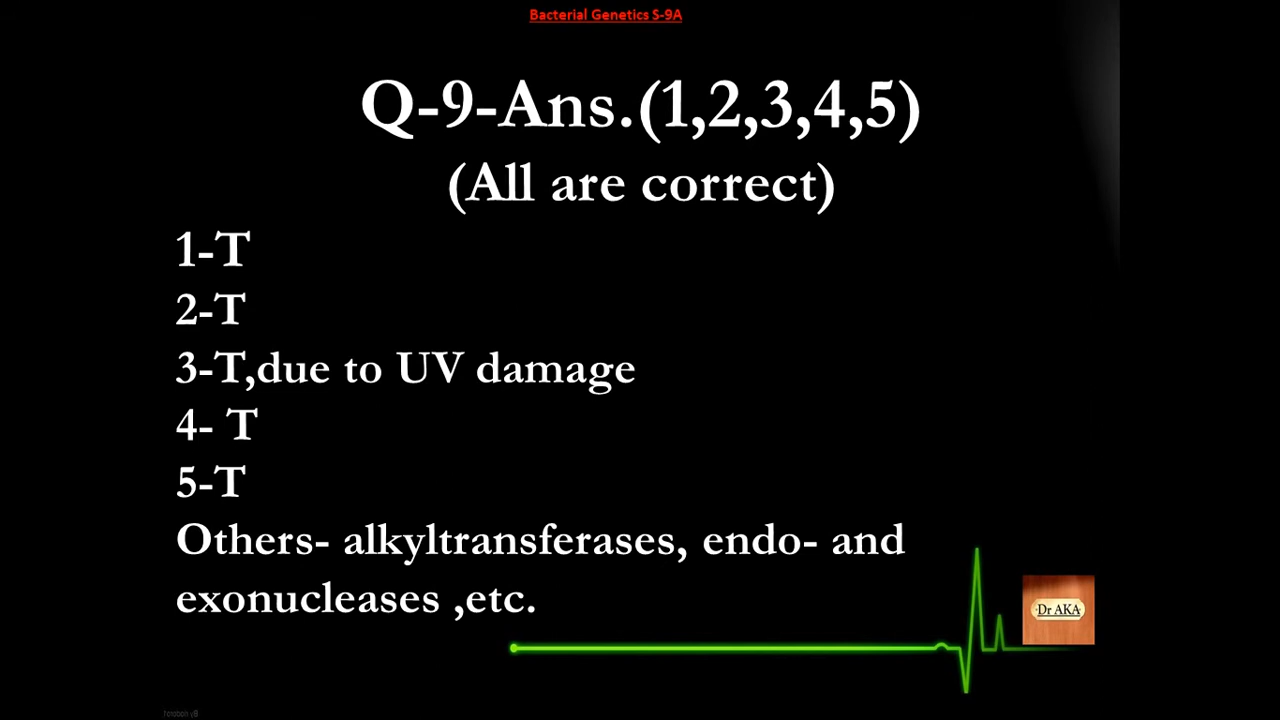 Bacterial Genetics S-9A
Q-9-Ans.(1,2,3,4,5)
(All are correct)
1-T
2-T
3-T,due to UV damage
4- T
5-T
Others- alkyltransferases, endo- and
exonucleases ,etc.
Dr AKA